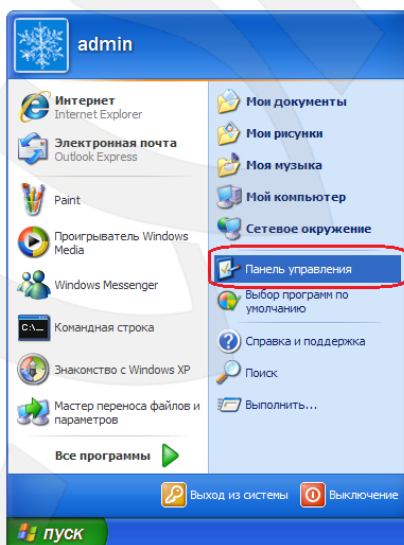 admin
Интернет
Internet Explorer
Электронная почта
Outlook Express
Paint
Проигрыватель Windows
Media
Windows Messenger
C:\_
Командная строка
Знакомство с Windows XP
Мастер переноса файлов и
параметров
Все программы
Мои документы
Мои рисунки
Моя музыка
Мой компьютер
Сетевое окружение
Панель управления
Выбор программ по
умолчанию
Справка и поддержка
Поиск
Выполнить...
Выход из системы
Выключение
пуск